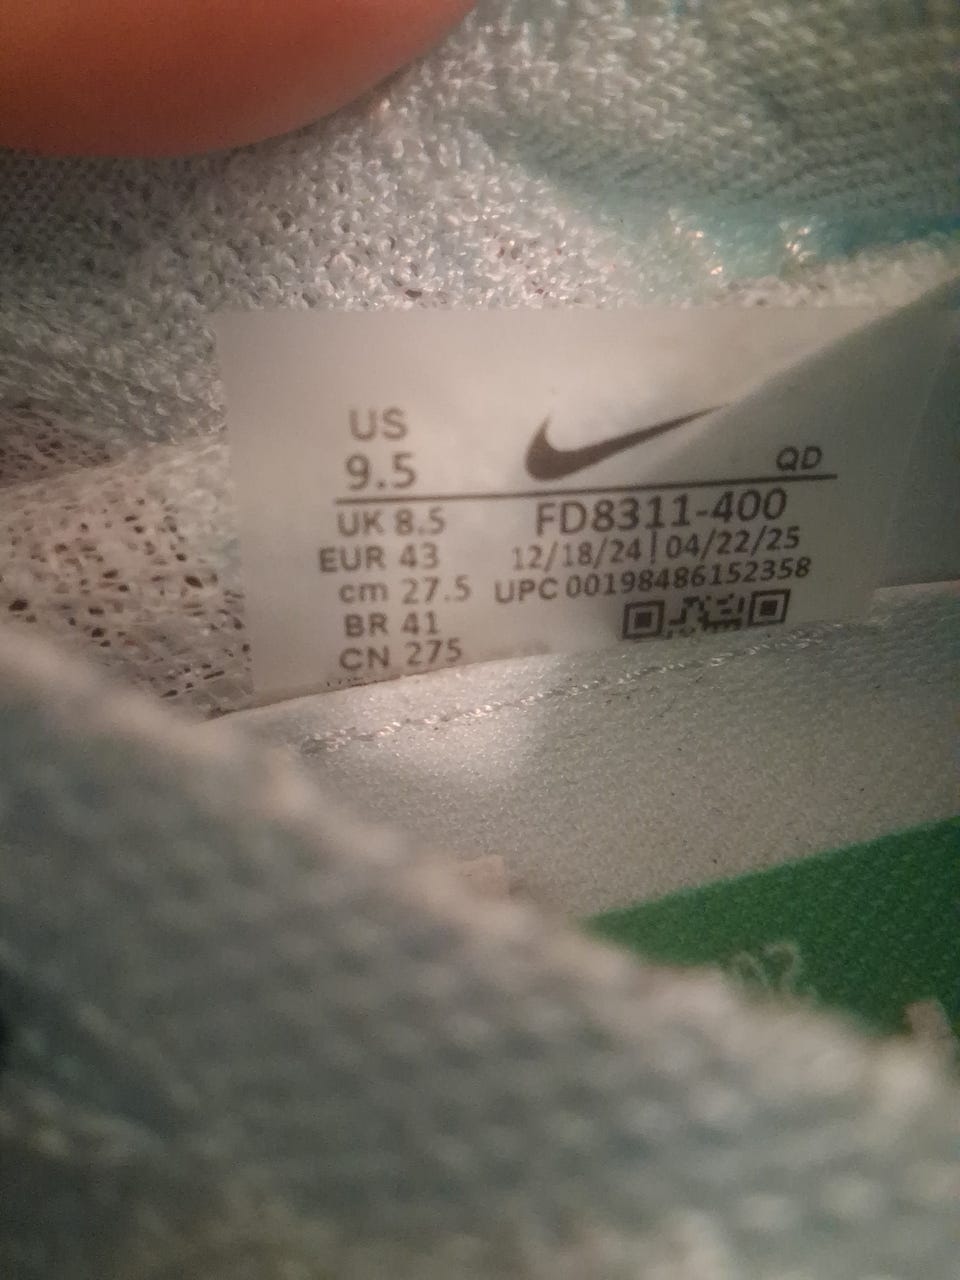 US
9.5
QD
UK 8.5
EUR 43
cm 27.5
BR 41
CN 275
FD8311-400
12/18/24 | 04/22/25
UPC 00198486152358